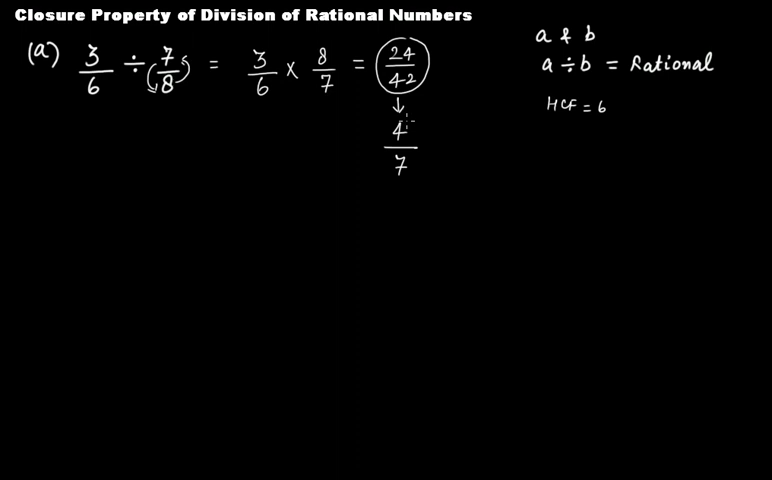 Closure Property of Division of Rational Numbers
(a) 3/6 ÷ 7/8 = 3/6 × 8/7 = 24/42
↓
4/7
a & b
a ÷ b = Rational
HCF = 6